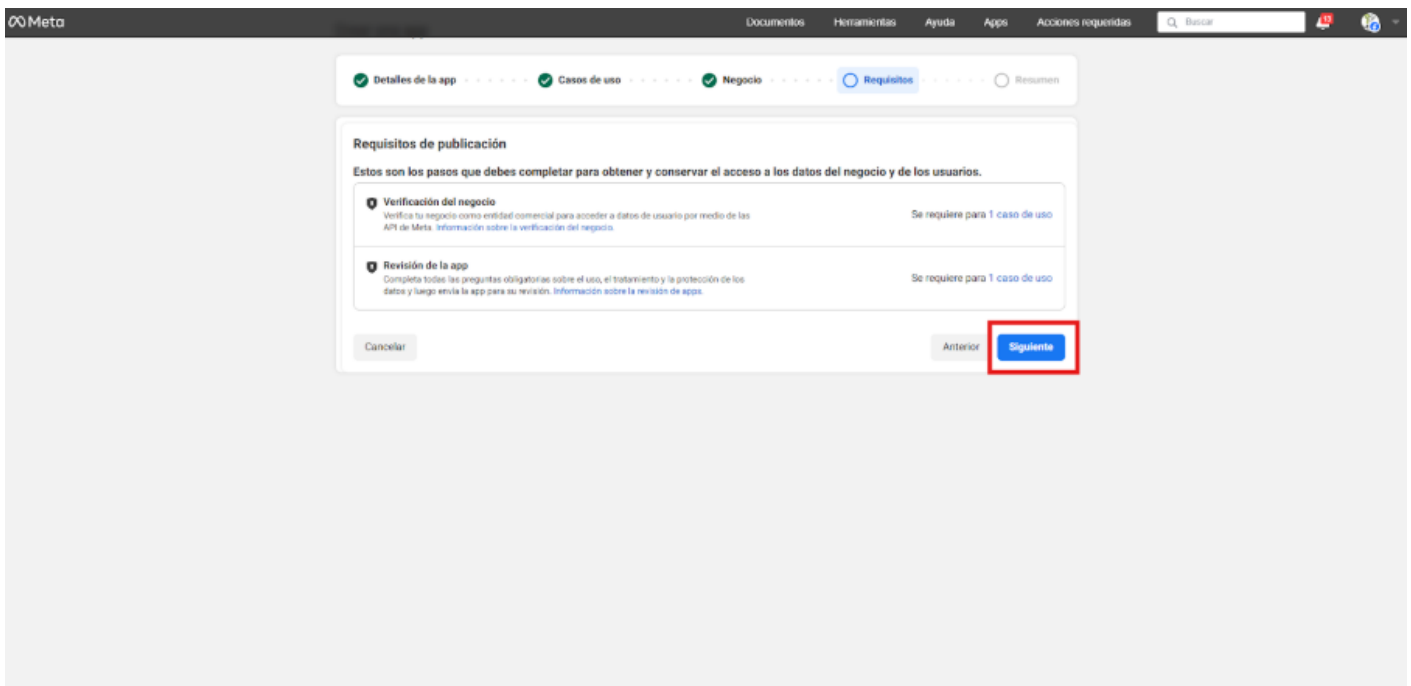 Meta
Documentos Herramientas Ayuda Apps Acciones requeridas Buscar
Detalles de la app Casos de uso Negocio Requisitos Resumen
Requisitos de publicación
Estos son los pasos que debes completar para obtener y conservar el acceso a los datos del negocio y de los usuarios.
Verificación del negocio
Verifica tu negocio como entidad comercial para acceder a datos de usuario por medio de las
API de Meta. Información sobre la verificación del negocio.
Se requiere para 1 caso de uso
Revisión de la app
Completa todas las preguntas obligatorias sobre el uso, el tratamiento y la protección de los
datos y luego envía la app para su revisión. Información sobre la revisión de apps.
Se requiere para 1 caso de uso
Cancelar Anterior Siguiente